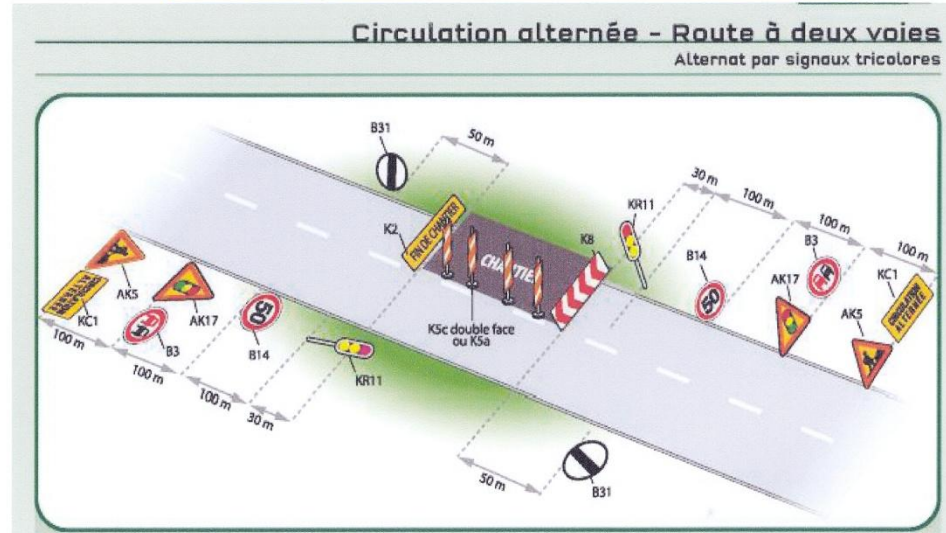 Circulation alternée - Route à deux voies
Alternat par signaux tricolores
B31
50 m
30 m
100 m
100 m
100 m
K2
FIN DE CHANTIER
CHANTIER
K8
KR11
B14
50
B3
AK17
KC1
CIRCULATION
ALTERNÉE
AK5
K5c double face
ou K5a
KC1
CIRCULATION
ALTERNÉE
AK5
B3
AK17
50
B14
KR11
100 m
100 m
100 m
30 m
50 m
B31